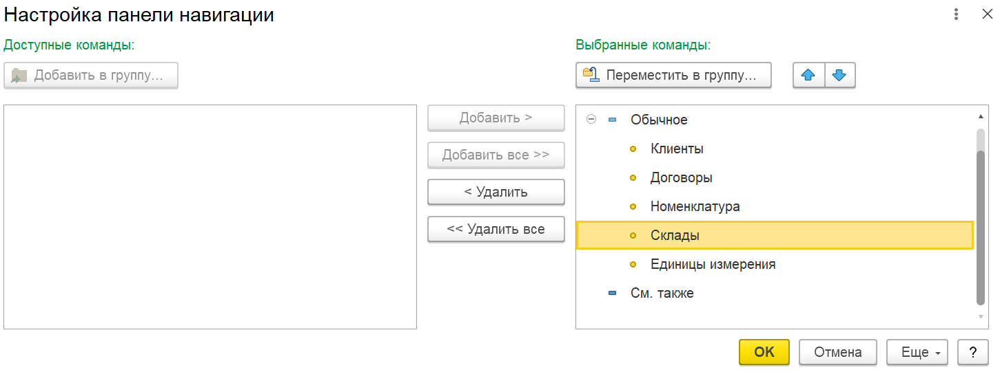 Настройка панели навигации
Доступные команды:
Выбранные команды:
Добавить в группу...
Переместить в группу...
Добавить >
Добавить все >>
< Удалить
<< Удалить все
Обычное
Клиенты
Договоры
Номенклатура
Склады
Единицы измерения
См. также
OK
Отмена
Еще
?